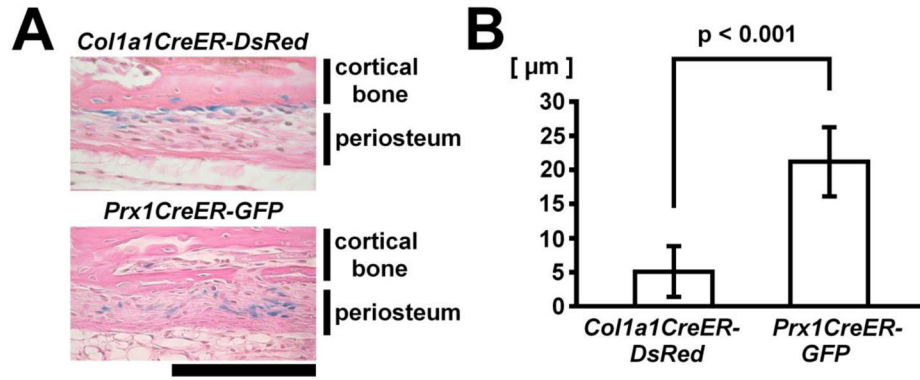 A
Col1a1CreER-DsRed
cortical
bone
periosteum
Prx1CreER-GFP
cortical
bone
periosteum
B
p < 0.001
[ µm ]
30
25
20
15
10
5
0
Col1a1CreER-
DsRed
Prx1CreER-
GFP